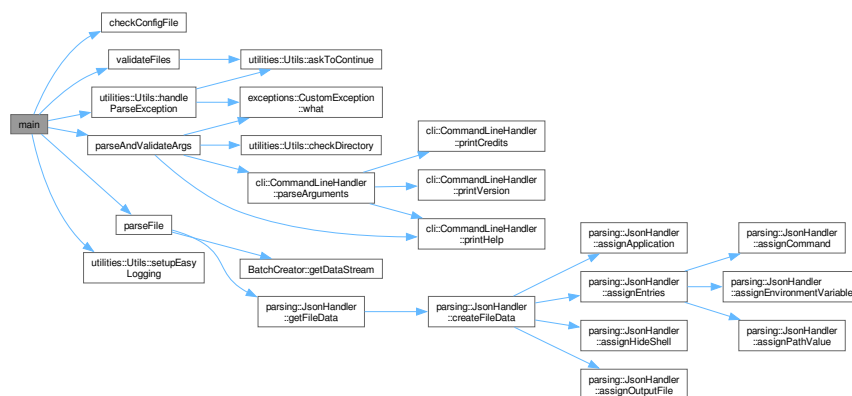 main
checkConfigFile
validateFiles
utilities::Utils::handle
ParseException
parseAndValidateArgs
parseFile
utilities::Utils::setupEasy
Logging
utilities::Utils::askToContinue
exceptions::CustomException
::what
utilities::Utils::checkDirectory
cli::CommandLineHandler
::parseArguments
BatchCreator::getDataStream
parsing::JsonHandler
::getFileData
cli::CommandLineHandler
::printCredits
cli::CommandLineHandler
::printVersion
cli::CommandLineHandler
::printHelp
parsing::JsonHandler
::createFileData
parsing::JsonHandler
::assignApplication
parsing::JsonHandler
::assignEntries
parsing::JsonHandler
::assignHideShell
parsing::JsonHandler
::assignOutputFile
parsing::JsonHandler
::assignCommand
parsing::JsonHandler
::assignEnvironmentVariable
parsing::JsonHandler
::assignPathValue